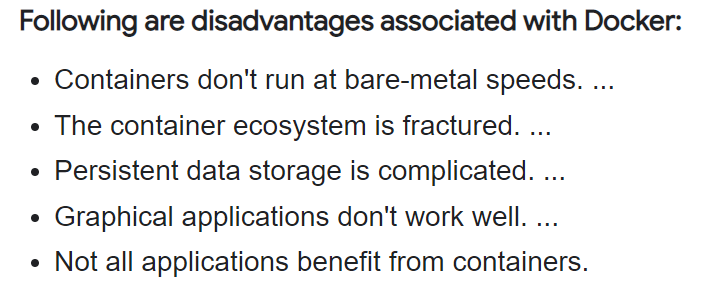 Following are disadvantages associated with Docker:
• Containers don't run at bare-metal speeds. ...
• The container ecosystem is fractured. ...
• Persistent data storage is complicated. ...
• Graphical applications don't work well. ...
• Not all applications benefit from containers.